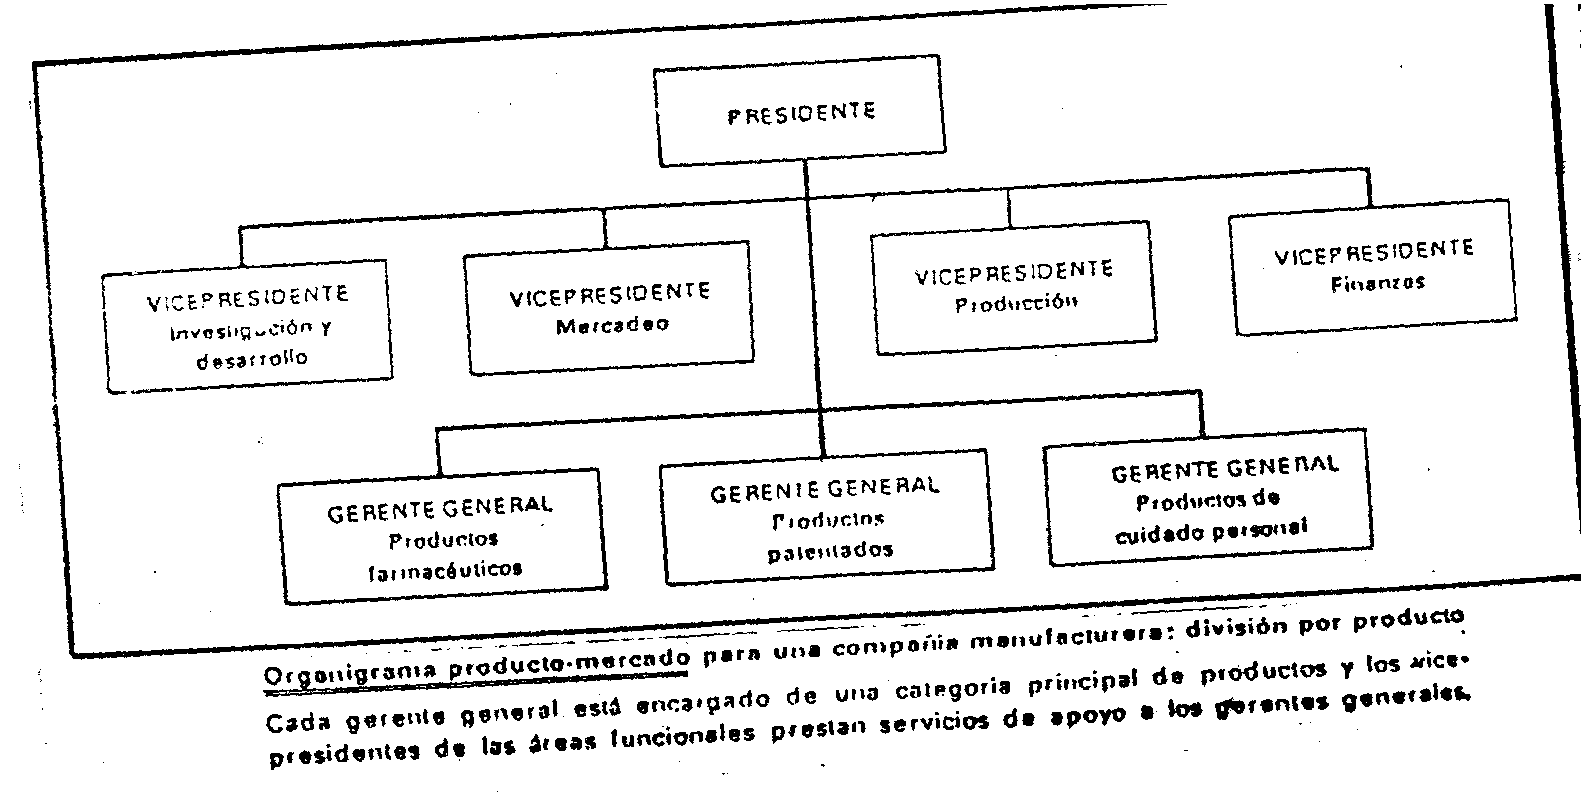 PRESIDENTE
VICEPRESIDENTE
Investigación y
desarrollo
VICEPRESIDENTE
Mercadeo
VICEPRESIDENTE
Producción
VICEPRESIDENTE
Finanzas
GERENTE GENERAL
Productos
farmacéuticos
GERENTE GENERAL
Productos
patentados
GERENTE GENERAL
Productos de
cuidado personal
Organigrama producto-mercado para una compañia manufacturera: división por producto
Cada gerente general está encargado de una categoria principal de productos y los vice-
presidentes de las áreas funcionales prestan servicios de apoyo a los gerentes generales.